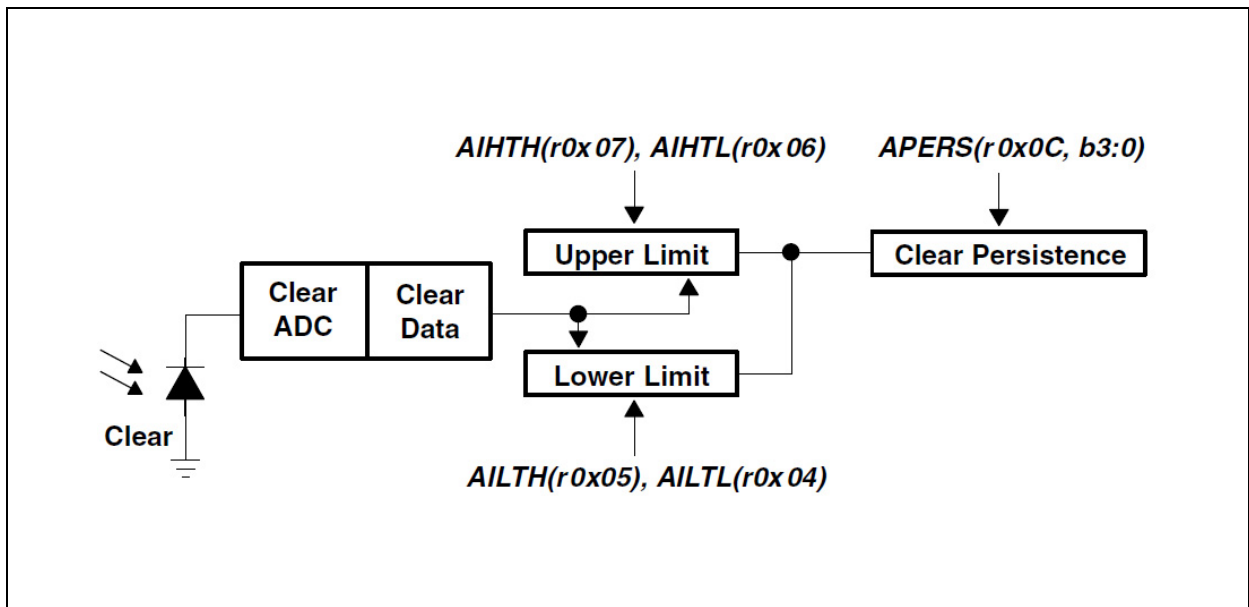 AIHTH(r0x07), AIHTL(r0x06)
APERS(r0x0C, b3:0)
Upper Limit
Clear Persistence
Clear
ADC
Clear
Data
Lower Limit
Clear
AILTH(r0x05), AILTL(r0x04)